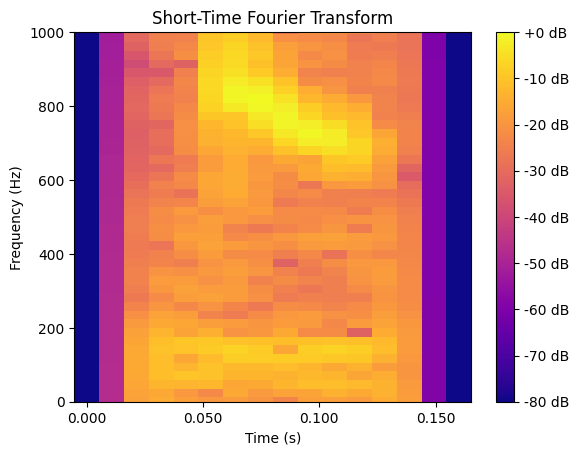 Short-Time Fourier Transform
1000
800
600
400
200
0
Frequency (Hz)
0.000
0.050
0.100
0.150
Time (s)
+0 dB
-10 dB
-20 dB
-30 dB
-40 dB
-50 dB
-60 dB
-70 dB
-80 dB